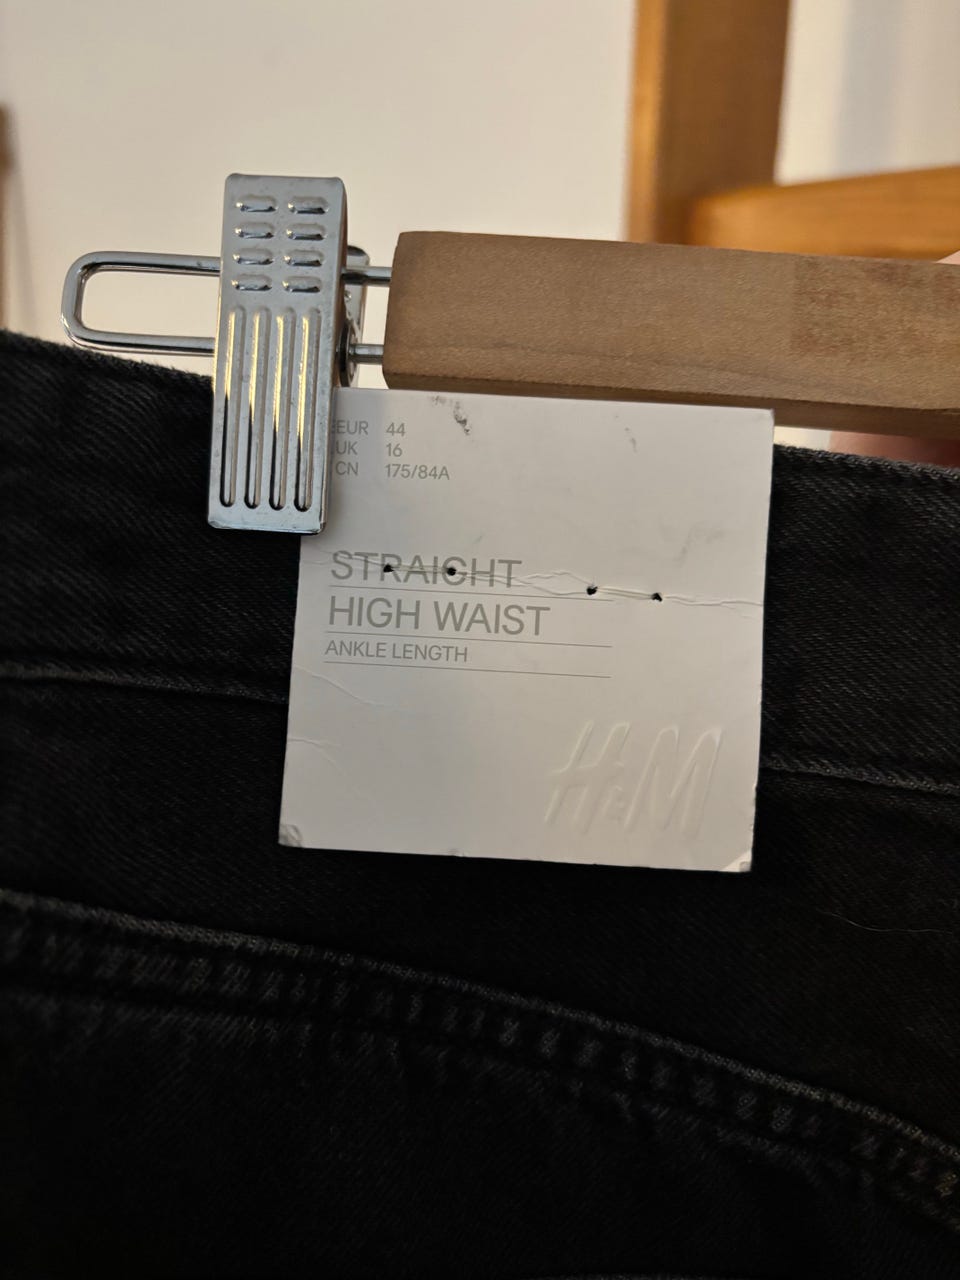 EUR 44
UK 16
CN 175/84A
STRAIGHT
HIGH WAIST
ANKLE LENGTH
H&M